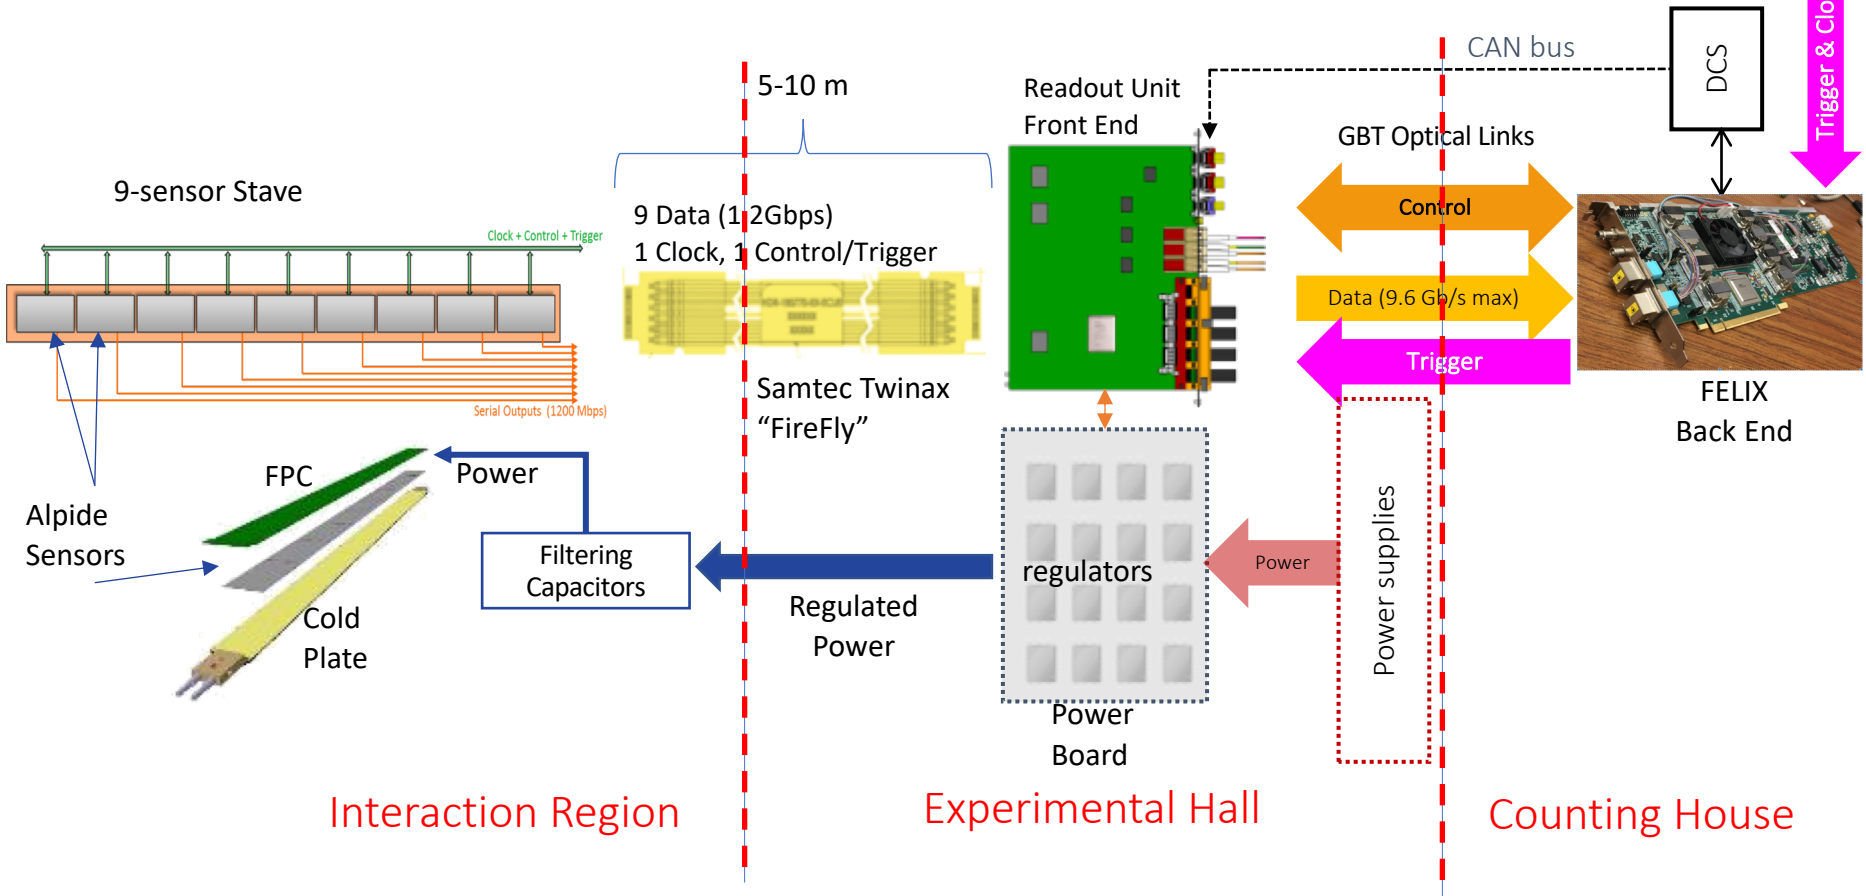 CAN bus
DCS
Trigger & Clo
5-10 m
Readout Unit
Front End
GBT Optical Links
9-sensor Stave
Control
9 Data (1.2Gbps)
1 Clock, 1 Control/Trigger
Clock + Control + Trigger
Data (9.6 Gb/s max)
Trigger
Samtec Twinax
“FireFly”
FELIX
Back End
Serial Outputs (1200 Mbps)
FPC
Power
Alpide
Sensors
Filtering
Capacitors
regulators
Power
Power supplies
Regulated
Power
Cold
Plate
Power
Board
Interaction Region
Experimental Hall
Counting House